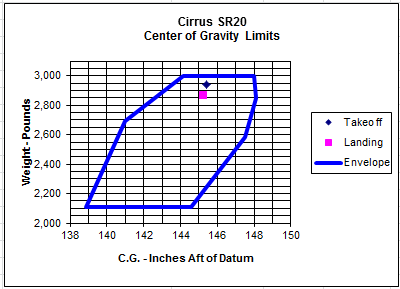 Cirrus SR20
Center of Gravity Limits
Weight - Pounds
3,000
2,800
2,600
2,400
2,200
2,000
138 140 142 144 146 148 150
C.G. - Inches Aft of Datum
Takeoff
Landing
Envelope